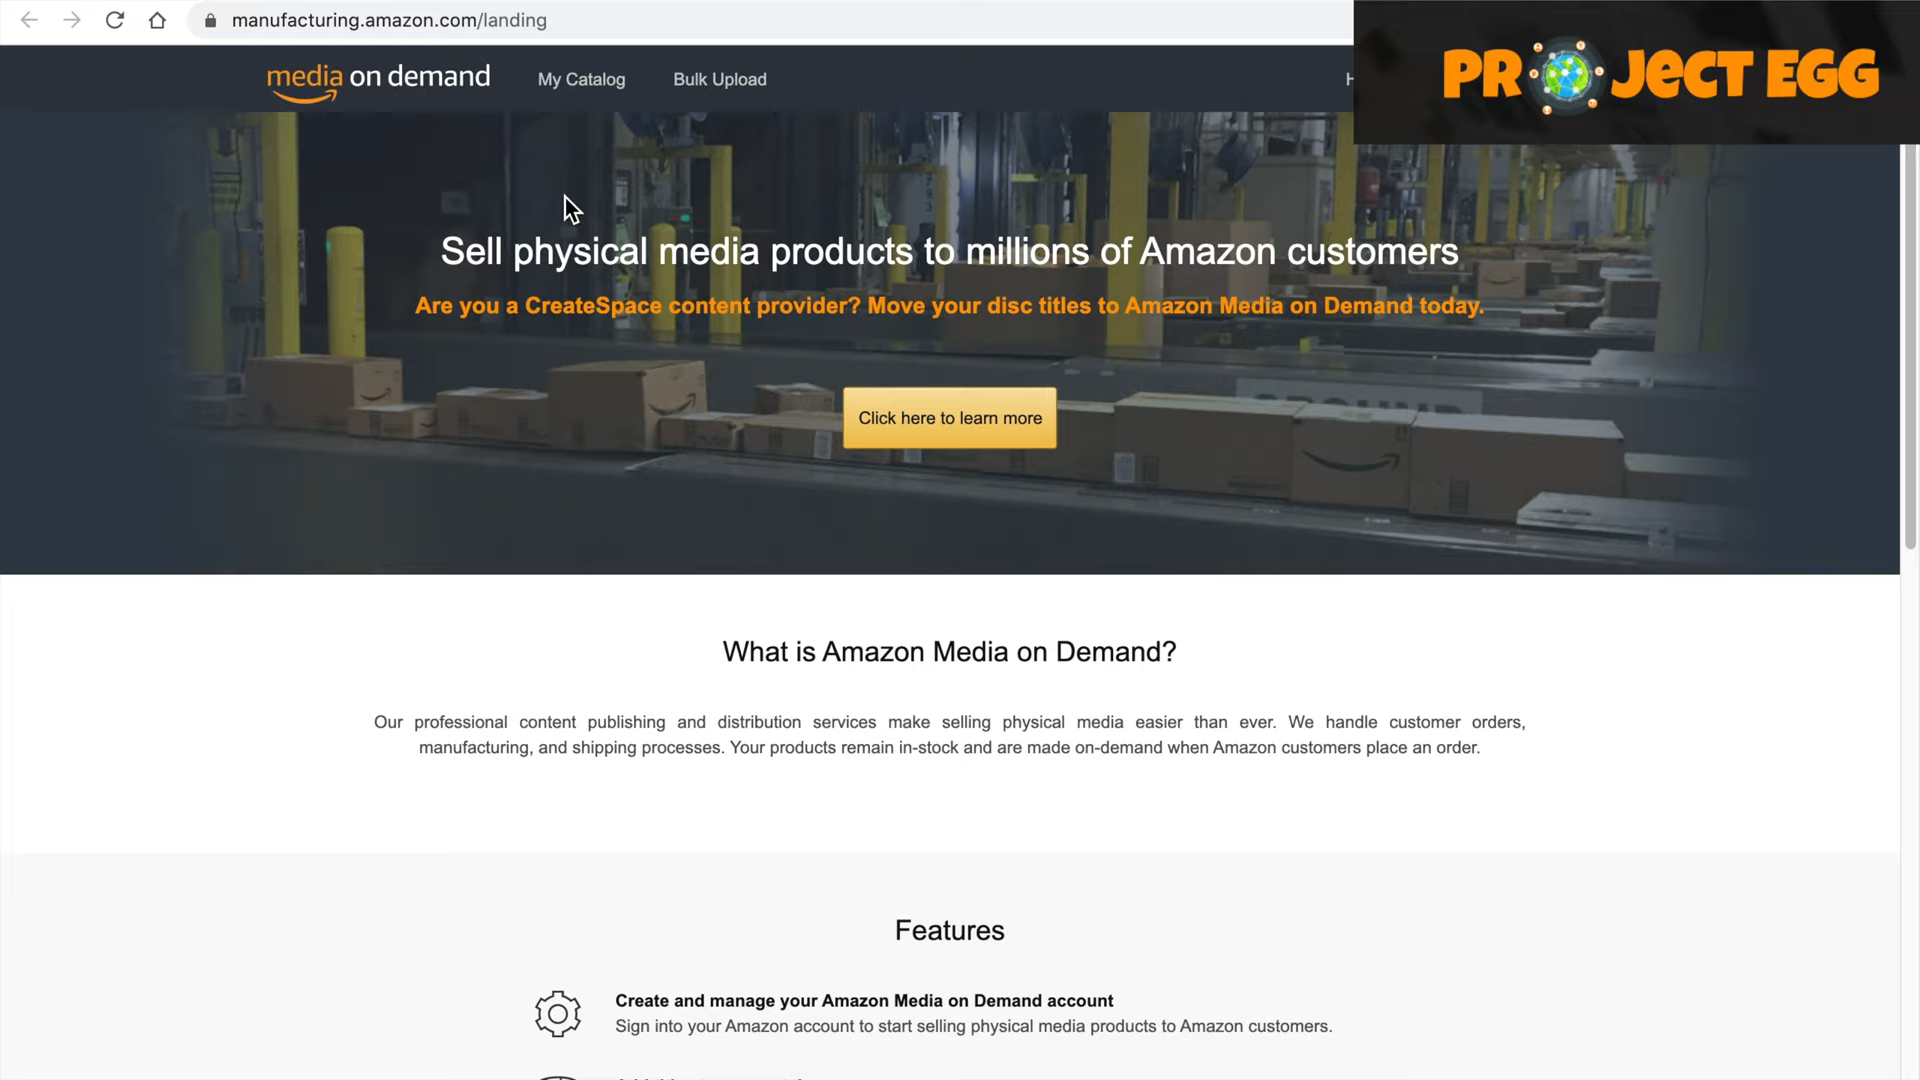 manufacturing.amazon.com/landing
PROJECT EGG
media on demand
My Catalog
Bulk Upload
H
Sell physical media products to millions of Amazon customers
Are you a CreateSpace content provider? Move your disc titles to Amazon Media on Demand today.
Click here to learn more
What is Amazon Media on Demand?
Our professional content publishing and distribution services make selling physical media easier than ever. We handle customer orders,
manufacturing, and shipping processes. Your products remain in-stock and are made on-demand when Amazon customers place an order.
Features
Create and manage your Amazon Media on Demand account
Sign into your Amazon account to start selling physical media products to Amazon customers.